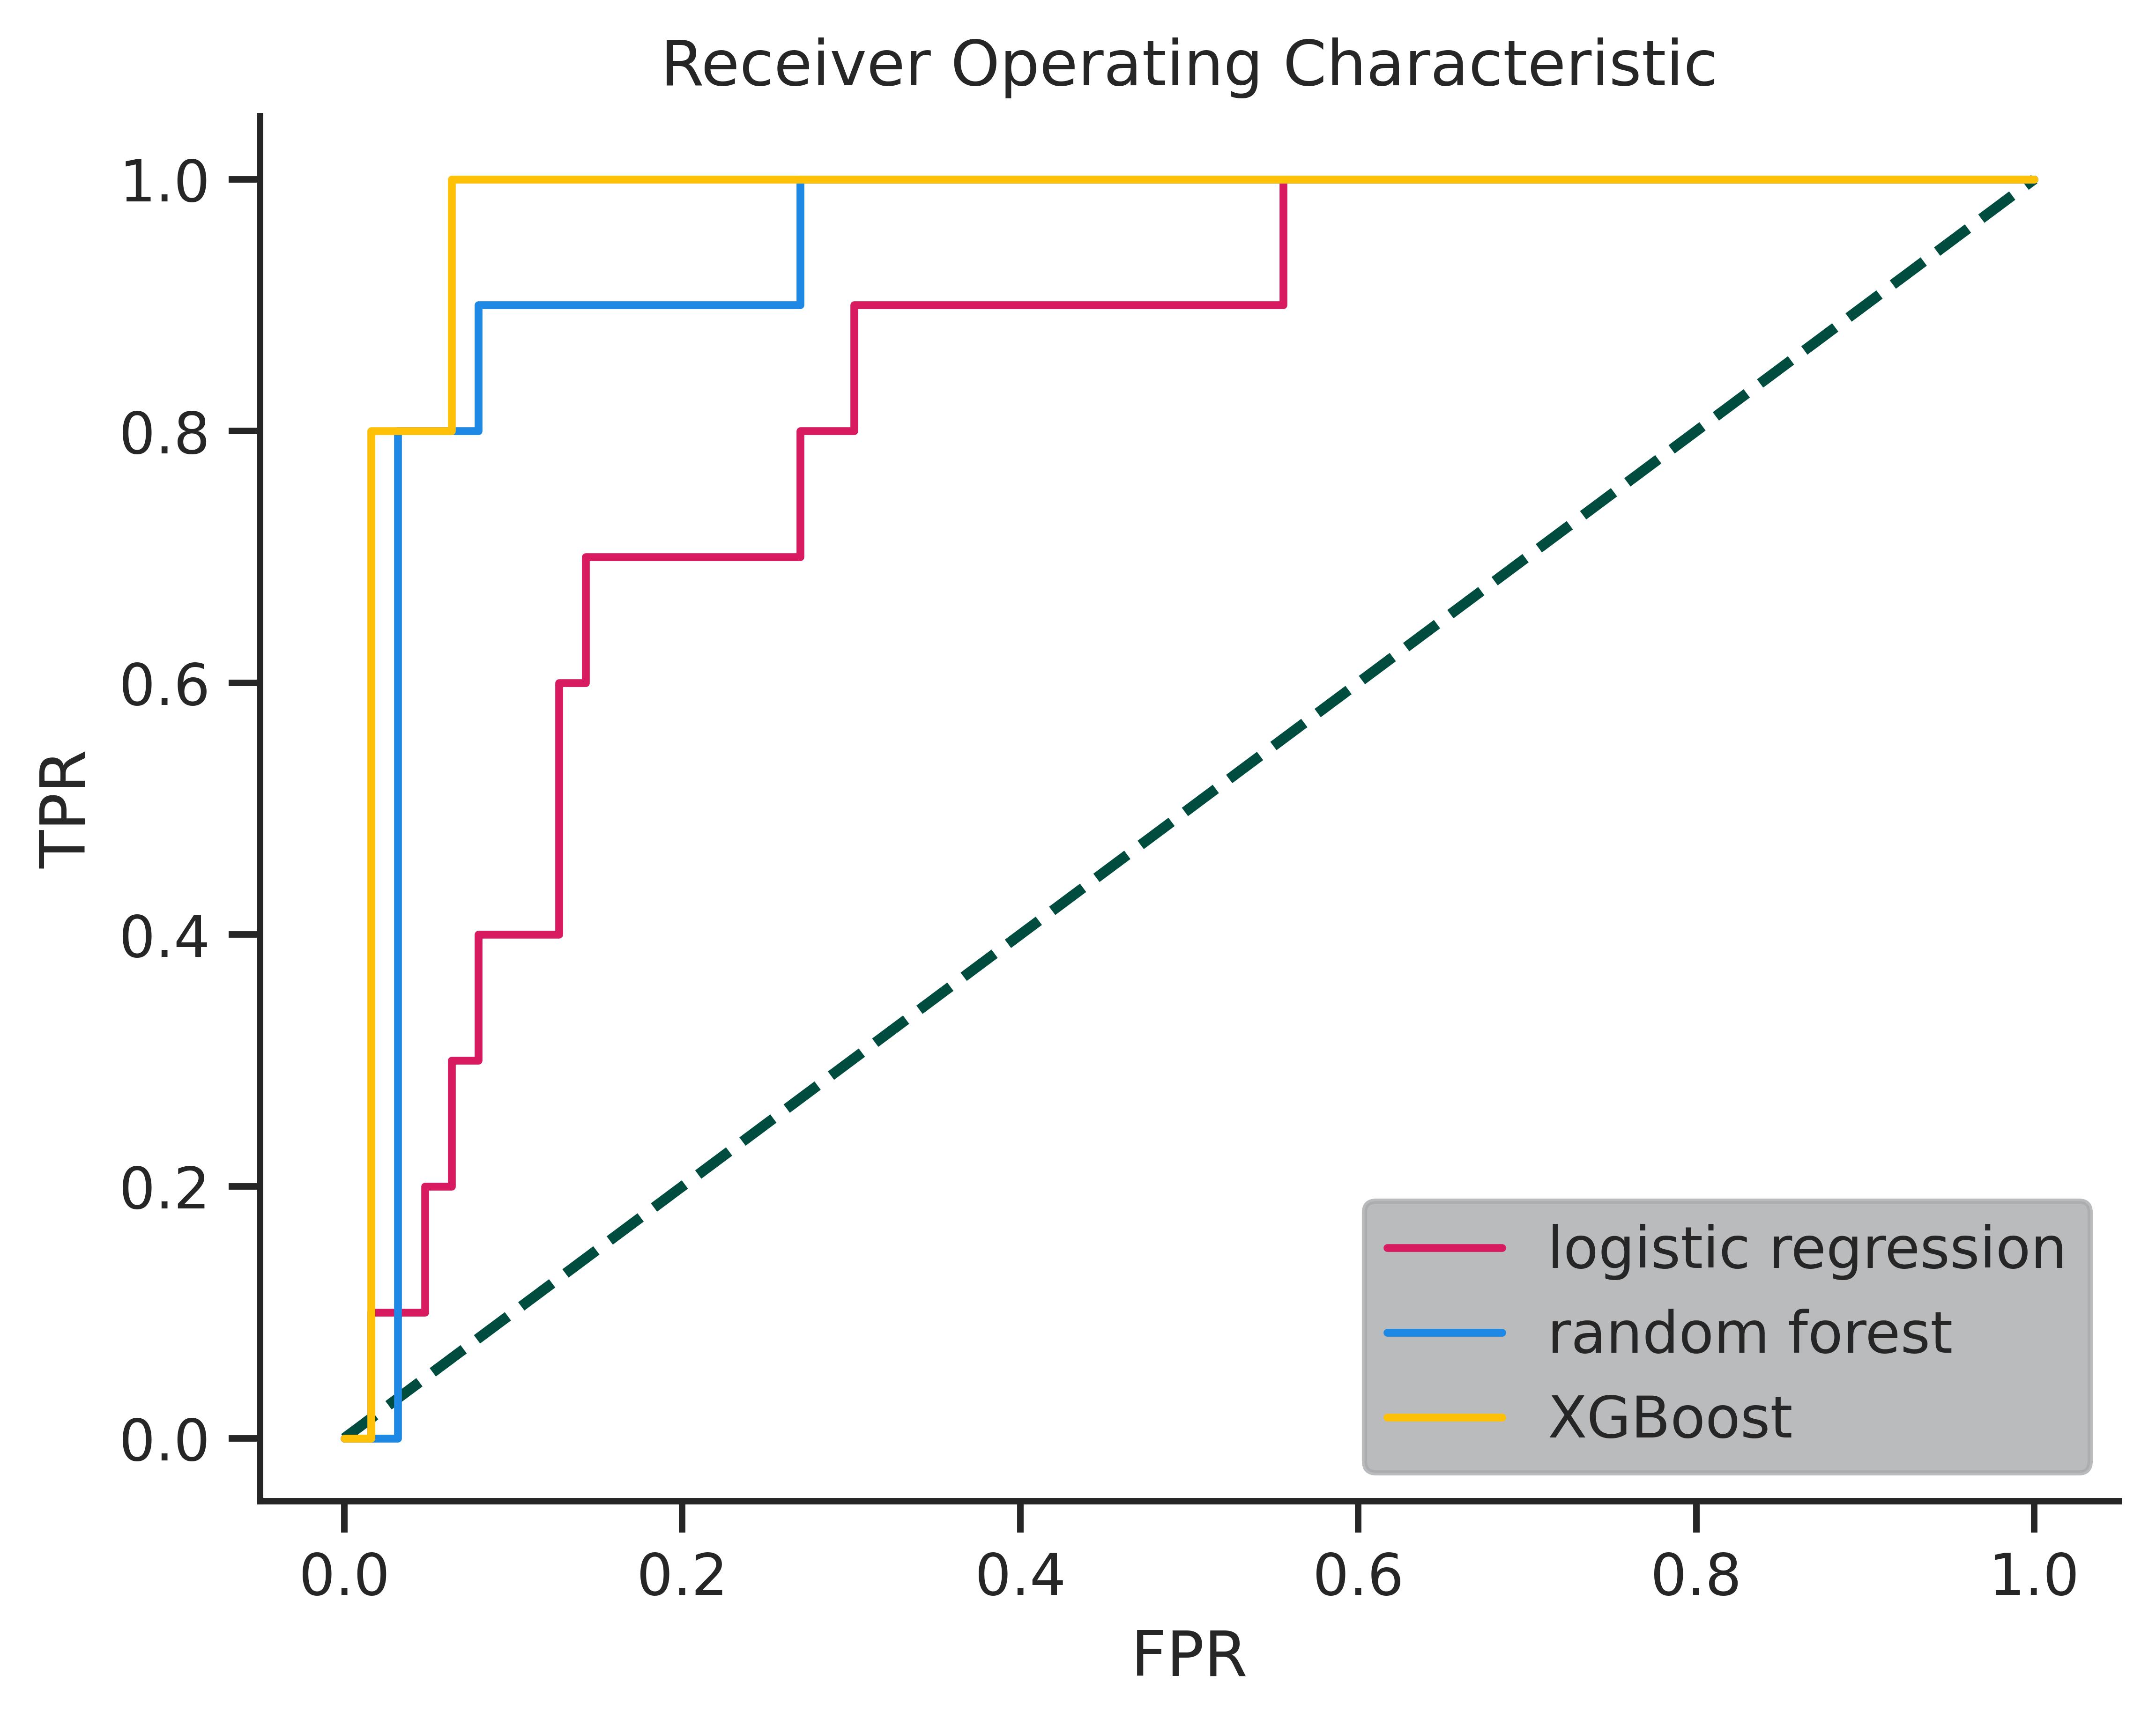 Receiver Operating Characteristic
1.0
0.8
0.6
0.4
0.2
0.0
TPR
logistic regression
random forest
XGBoost
0.0 0.2 0.4 0.6 0.8 1.0
FPR